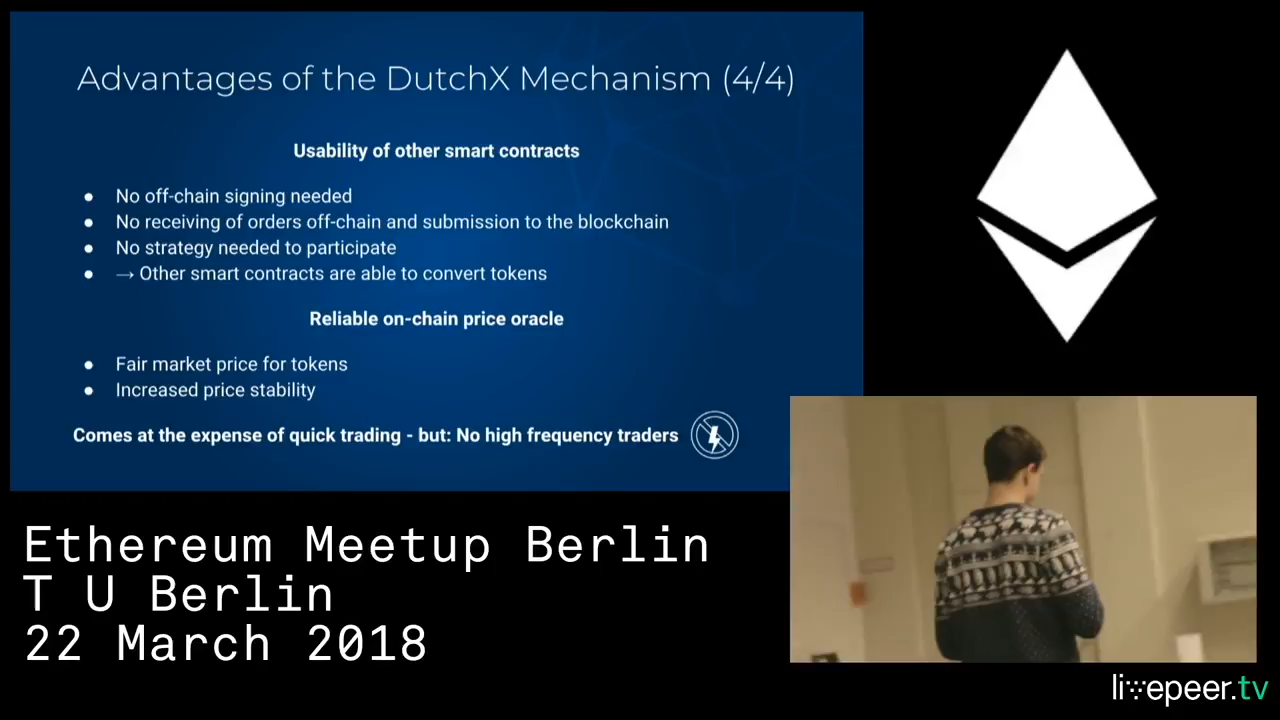 Advantages of the DutchX Mechanism (4/4)
Usability of other smart contracts
● No off-chain signing needed
● No receiving of orders off-chain and submission to the blockchain
● No strategy needed to participate
● → Other smart contracts are able to convert tokens
Reliable on-chain price oracle
● Fair market price for tokens
● Increased price stability
Comes at the expense of quick trading - but: No high frequency traders
Ethereum Meetup Berlin
T U Berlin
22 March 2018
livepeer.tv